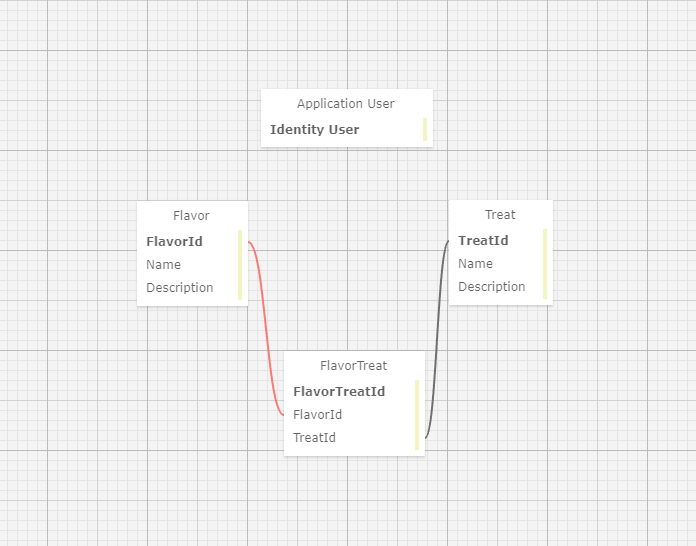 Application User
Identity User
Flavor
FlavorId
Name
Description
Treat
TreatId
Name
Description
FlavorTreat
FlavorTreatId
FlavorId
TreatId